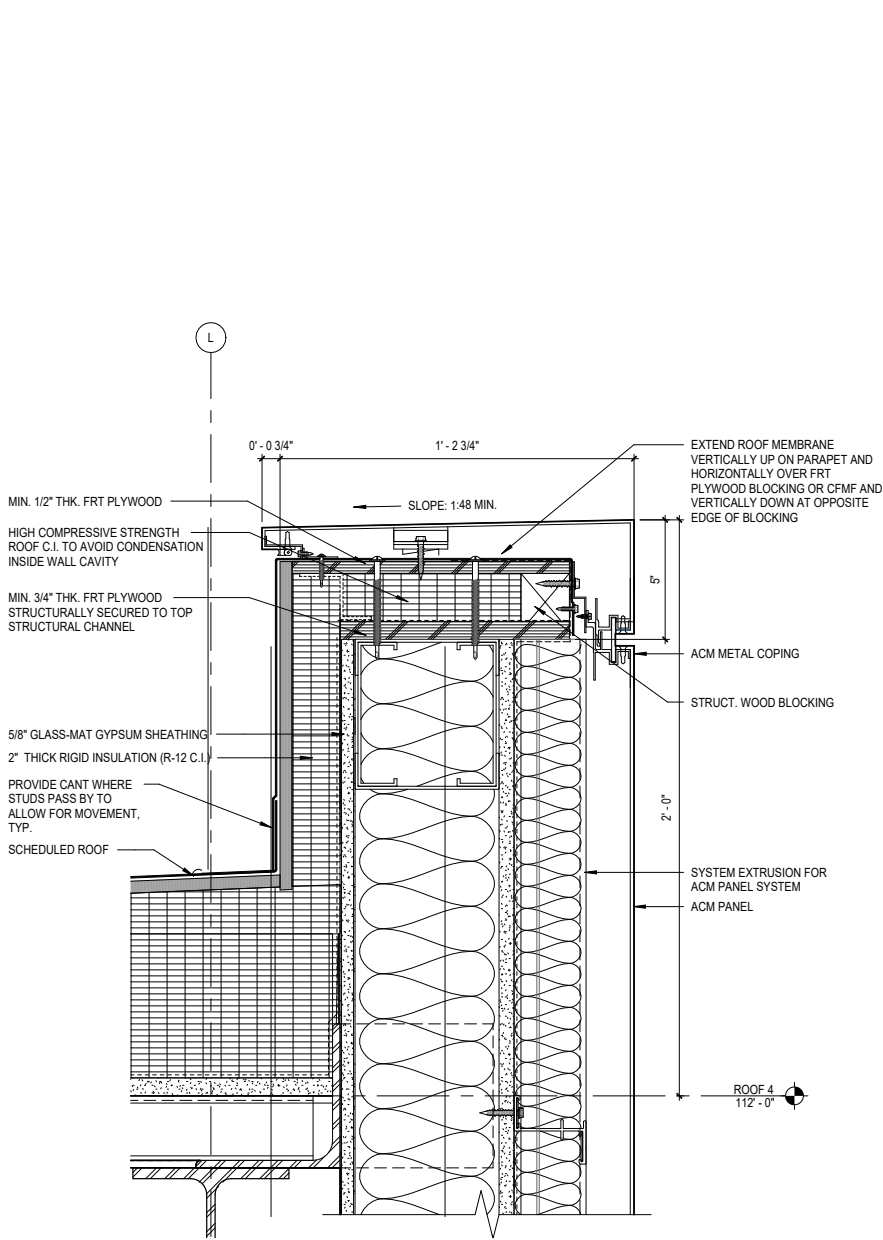 L
0' - 0 3/4"
1' - 2 3/4"
SLOPE: 1:48 MIN.
MIN. 1/2" THK. FRT PLYWOOD
HIGH COMPRESSIVE STRENGTH
ROOF C.I. TO AVOID CONDENSATION
INSIDE WALL CAVITY
MIN. 3/4" THK. FRT PLYWOOD
STRUCTURALLY SECURED TO TOP
STRUCTURAL CHANNEL
5/8" GLASS-MAT GYPSUM SHEATHING
2" THICK RIGID INSULATION (R-12 C.I.)
PROVIDE CANT WHERE
STUDS PASS BY TO
ALLOW FOR MOVEMENT,
TYP.
SCHEDULED ROOF
EXTEND ROOF MEMBRANE
VERTICALLY UP ON PARAPET AND
HORIZONTALLY OVER FRT
PLYWOOD BLOCKING OR CFMF AND
VERTICALLY DOWN AT OPPOSITE
EDGE OF BLOCKING
5"
ACM METAL COPING
STRUCT. WOOD BLOCKING
2' - 0"
SYSTEM EXTRUSION FOR
ACM PANEL SYSTEM
ACM PANEL
ROOF 4
112' - 0"